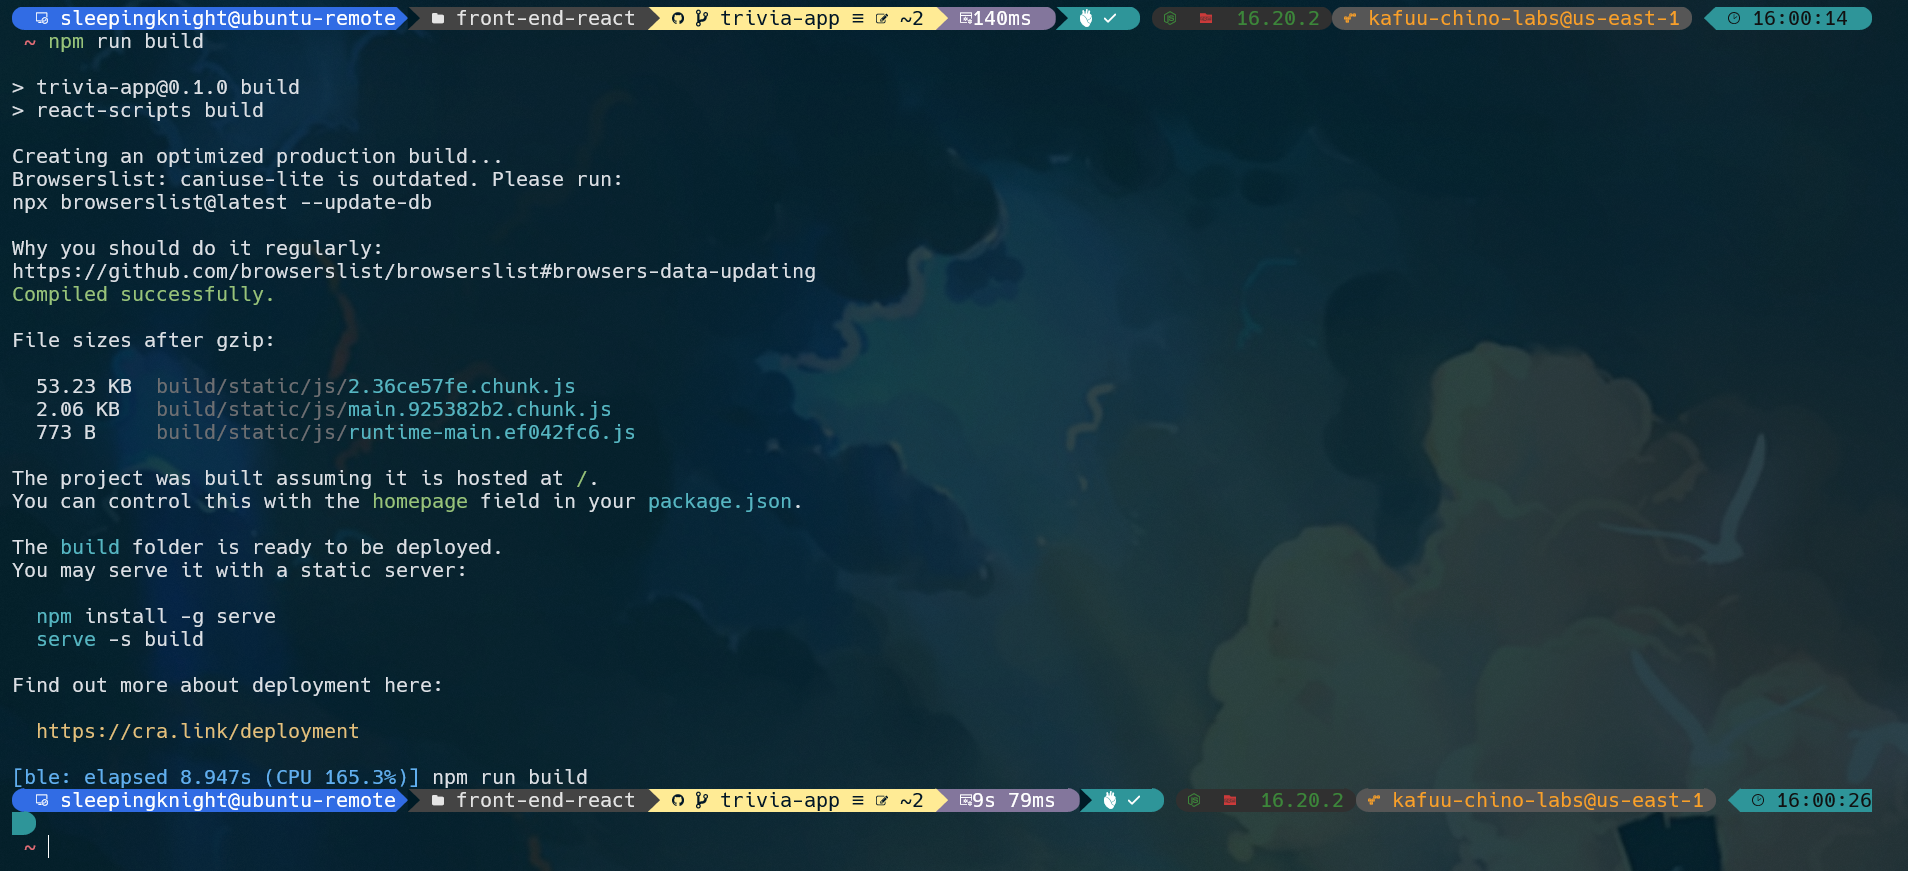 sleepingknight@ubuntu-remote front-end-react trivia-app ≡ ~2 140ms ✓ 16.20.2 kafuu-chino-labs@us-east-1 16:00:14
~ npm run build
> trivia-app@0.1.0 build
> react-scripts build
Creating an optimized production build...
Browserslist: caniuse-lite is outdated. Please run:
npx browserslist@latest --update-db
Why you should do it regularly:
https://github.com/browserslist/browserslist#browsers-data-updating
Compiled successfully.
File sizes after gzip:
53.23 KB build/static/js/2.36ce57fe.chunk.js
2.06 KB build/static/js/main.925382b2.chunk.js
773 B build/static/js/runtime-main.ef042fc6.js
The project was built assuming it is hosted at /.
You can control this with the homepage field in your package.json.
The build folder is ready to be deployed.
You may serve it with a static server:
npm install -g serve
serve -s build
Find out more about deployment here:
https://cra.link/deployment
[ble: elapsed 8.947s (CPU 165.3%)] npm run build
sleepingknight@ubuntu-remote front-end-react trivia-app ≡ ~2 9s 79ms ✓ 16.20.2 kafuu-chino-labs@us-east-1 16:00:26
~